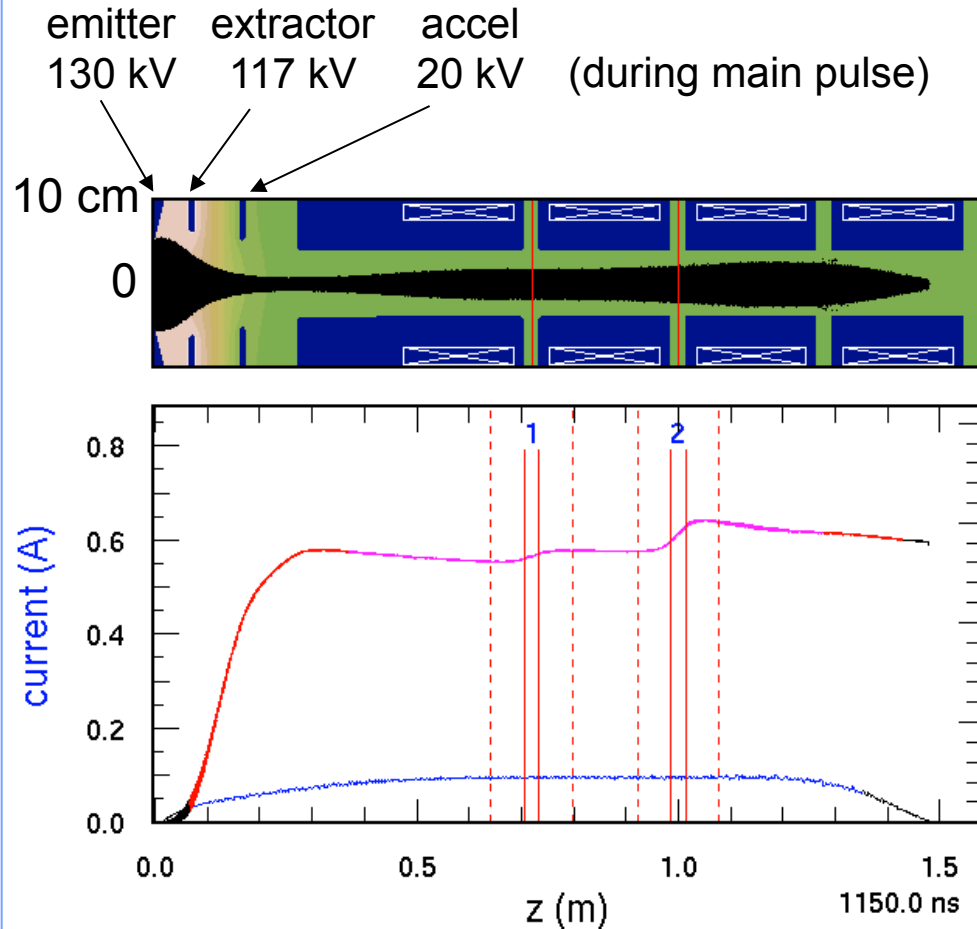 emitter extractor accel
130 kV 117 kV 20 kV (during main pulse)
10 cm
0
1 2
0.8
0.6
0.4
0.2
0.0
current (A)
0.0 0.5 1.0 1.5
z (m)
1150.0 ns